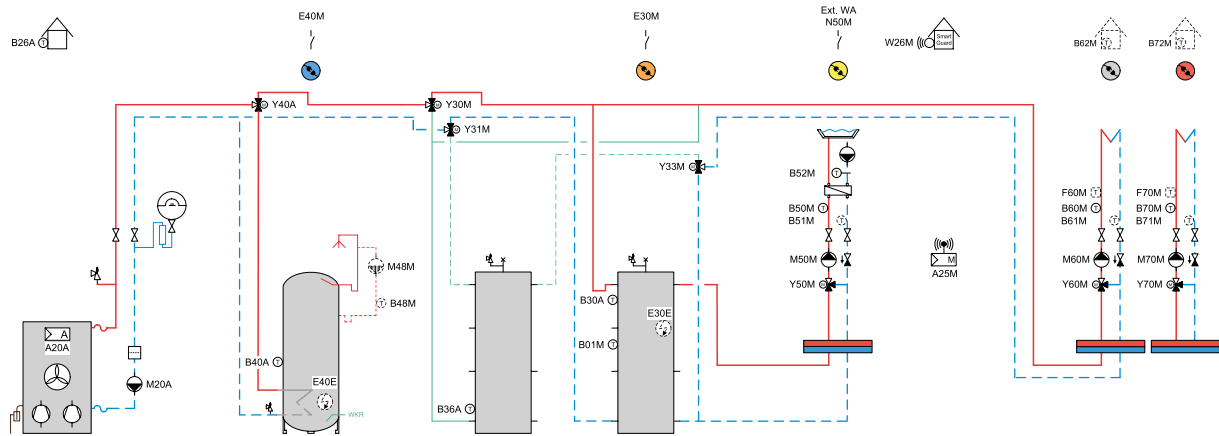 E40M
E30M
Ext. WA
N50M
B26A
T
W26M
Smart
Guard
B62M
T
B72M
T
Y40A
M
Y30M
M
Y31M
M
Y33M
M
B52M
T
F60M
T
F70M
T
B50M
T
B60M
T
B70M
T
B51M
T
B61M
T
B71M
T
M48M
M50M
M
A25M
M60M
M70M
Y50M
M
Y60M
M
Y70M
M
B48M
T
B30A
T
E30E
B01M
T
A
A20A
B40A
T
E40E
M20A
B36A
T
WKR